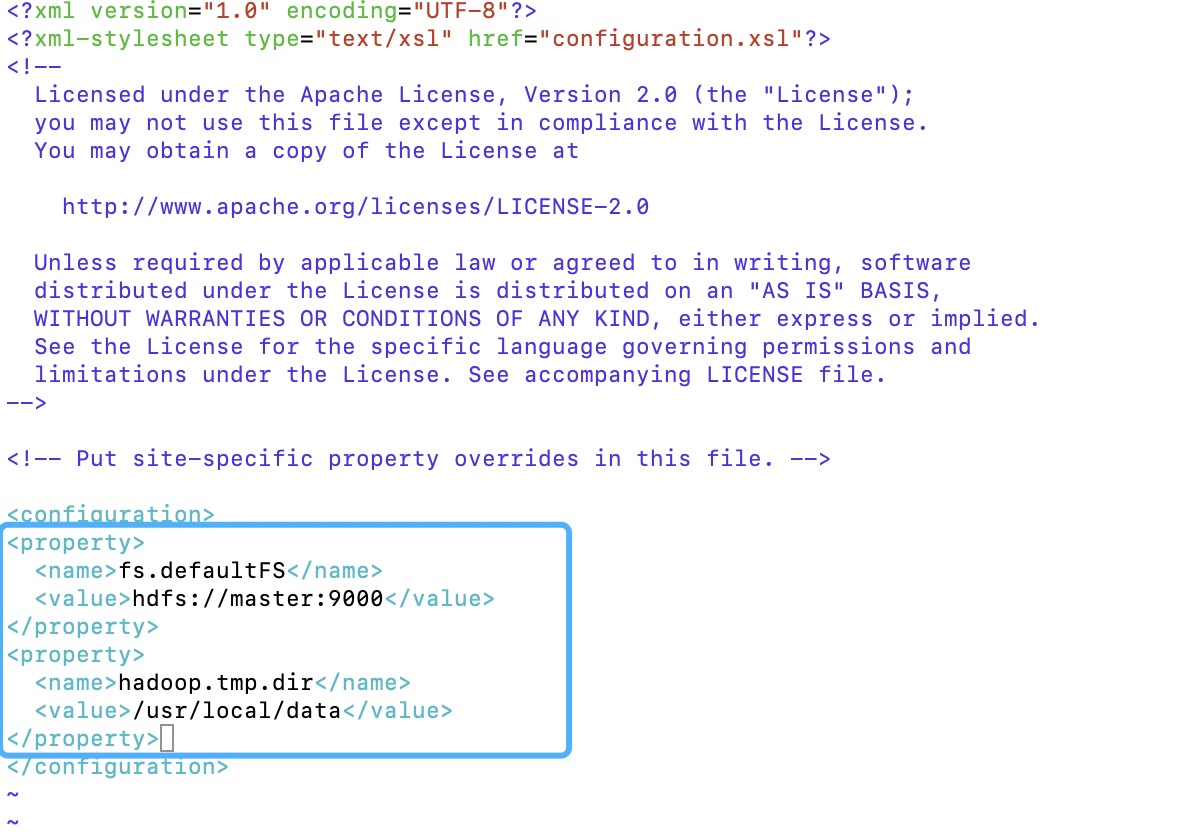 <?xml version="1.0" encoding="UTF-8"?>
<?xml-stylesheet type="text/xsl" href="configuration.xsl"?>
<!--
  Licensed under the Apache License, Version 2.0 (the "License");
  you may not use this file except in compliance with the License.
  You may obtain a copy of the License at

    http://www.apache.org/licenses/LICENSE-2.0

  Unless required by applicable law or agreed to in writing, software
  distributed under the License is distributed on an "AS IS" BASIS,
  WITHOUT WARRANTIES OR CONDITIONS OF ANY KIND, either express or implied.
  See the License for the specific language governing permissions and
  limitations under the License. See accompanying LICENSE file.
-->

<!-- Put site-specific property overrides in this file. -->

<configuration>
<property>
  <name>fs.defaultFS</name>
  <value>hdfs://master:9000</value>
</property>
<property>
  <name>hadoop.tmp.dir</name>
  <value>/usr/local/data</value>
</property>
</configuration>
~
~